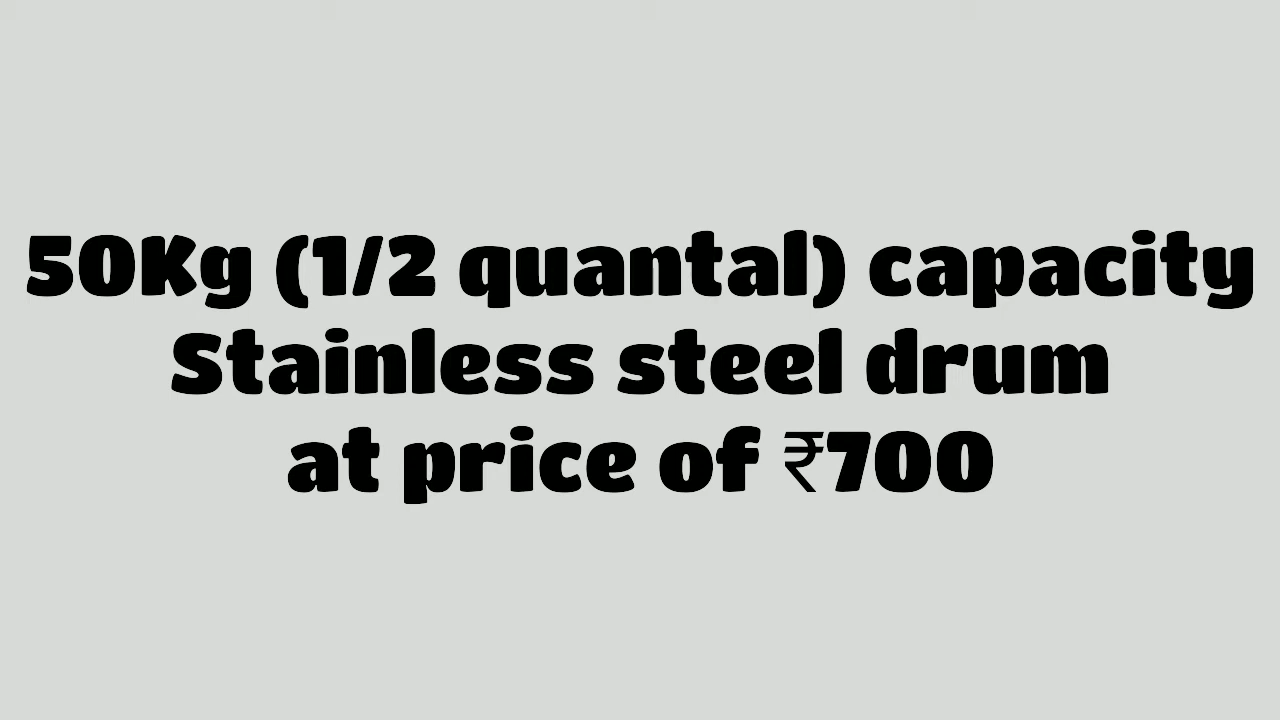 50Kg (1/2 quantal) capacity
Stainless steel drum
at price of ₹700